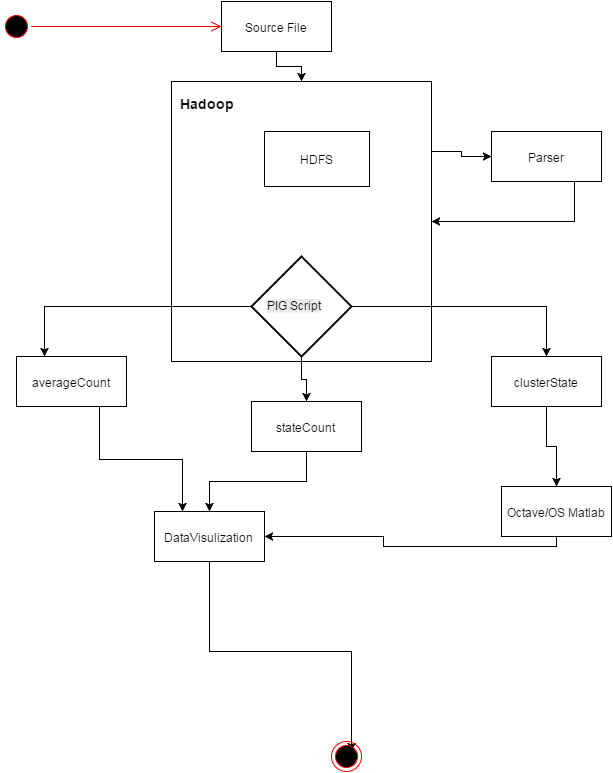 Source File
Hadoop
HDFS
Parser
PIG Script
averageCount
clusterState
stateCount
Octave/OS Matlab
DataVisulization